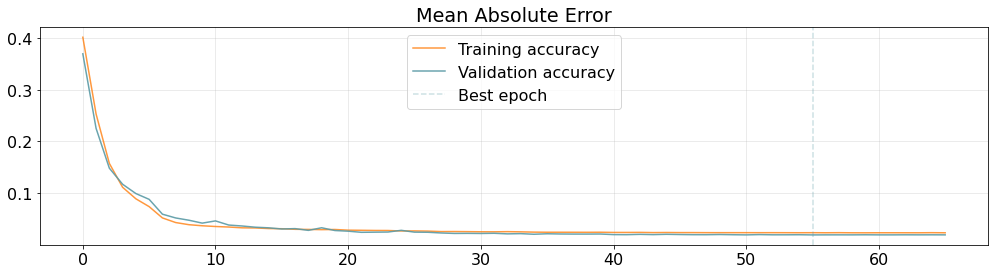 Mean Absolute Error
Training accuracy
Validation accuracy
Best epoch
0.4
0.3
0.2
0.1
0 10 20 30 40 50 60